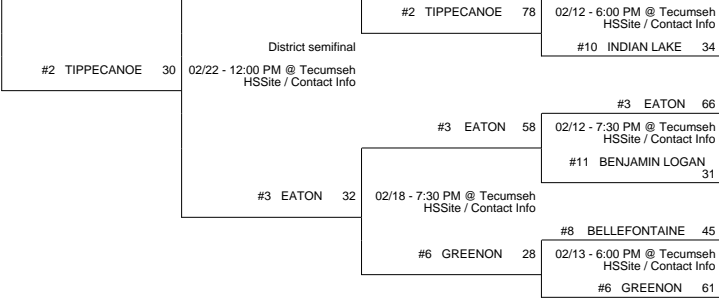 #2 TIPPECANOE 78
02/12 - 6:00 PM @ Tecumseh
HSSite / Contact Info
#10 INDIAN LAKE 34
District semifinal
#2 TIPPECANOE 30
02/22 - 12:00 PM @ Tecumseh
HSSite / Contact Info
#3 EATON 66
#3 EATON 58
02/12 - 7:30 PM @ Tecumseh
HSSite / Contact Info
#11 BENJAMIN LOGAN
31
#3 EATON 32
02/18 - 7:30 PM @ Tecumseh
HSSite / Contact Info
#8 BELLEFONTAINE 45
#6 GREENON 28
02/13 - 6:00 PM @ Tecumseh
HSSite / Contact Info
#6 GREENON 61